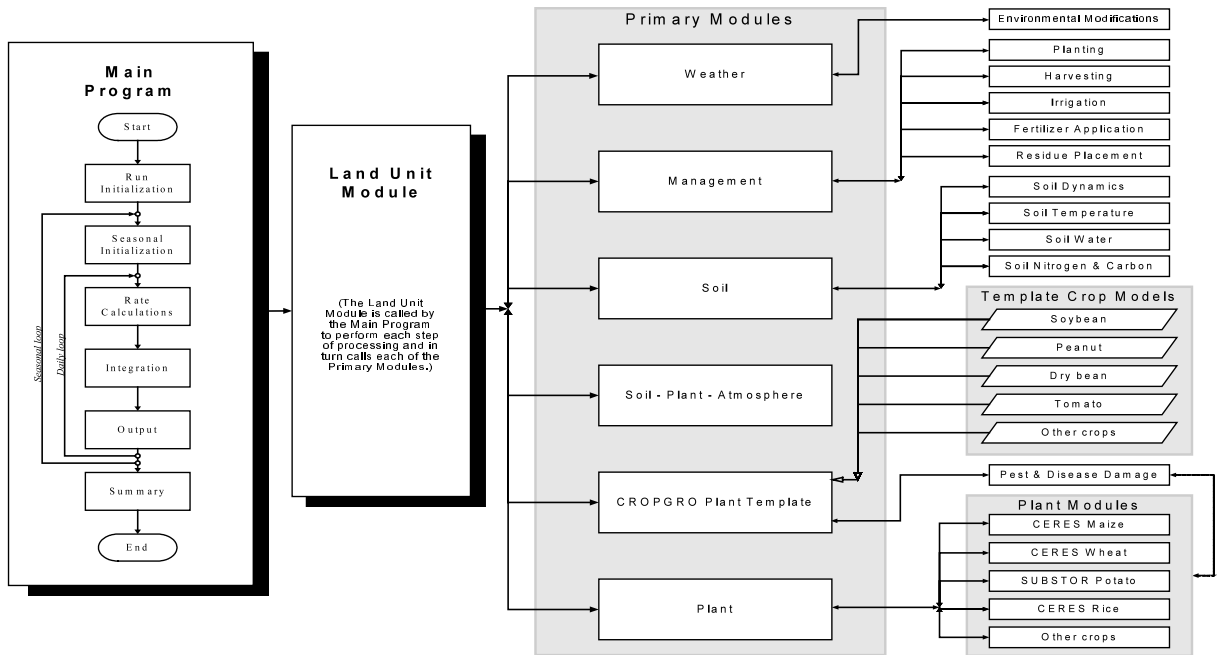 Main
Program
Start
Run
Initialization
Seasonal
Initialization
Rate
Calculations
Integration
Output
Summary
End
Seasonal loop
Daily loop
Land Unit
Module
(The Land Unit
Module is called by
the Main Program
to perform each step
of processing and in
turn calls each of the
Primary Modules.)
Primary Modules
Weather
Management
Soil
Soil - Plant - Atmosphere
CROPGRO Plant Template
Plant
Environmental Modifications
Planting
Harvesting
Irrigation
Fertilizer Application
Residue Placement
Soil Dynamics
Soil Temperature
Soil Water
Soil Nitrogen & Carbon
Template Crop Models
Soybean
Peanut
Dry bean
Tomato
Other crops
Pest & Disease Damage
Plant Modules
CERES Maize
CERES Wheat
SUBSTOR Potato
CERES Rice
Other crops